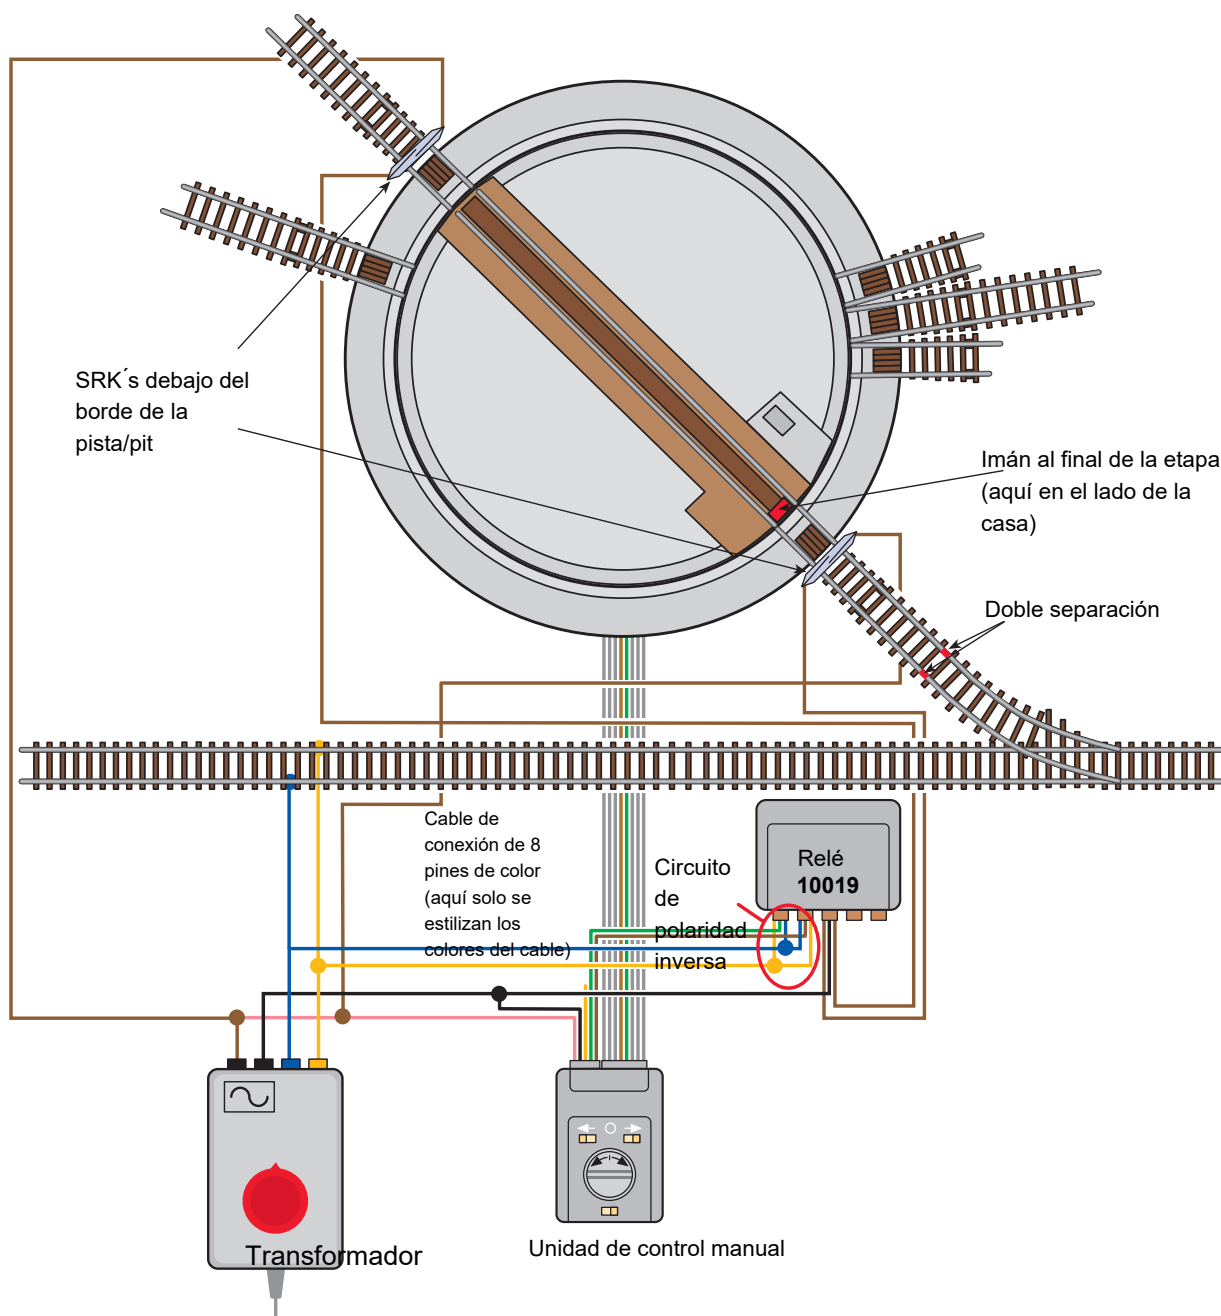 SRK´s debajo del
borde de la
pista/pit
Imán al final de la etapa
(aquí en el lado de la
casa)
Doble separación
Cable de
conexión de 8
pines de color
(aquí solo se
estilizan los
colores del cable)
Circuito
de
polaridad
inversa
Relé
10019
Transformador
Unidad de control manual